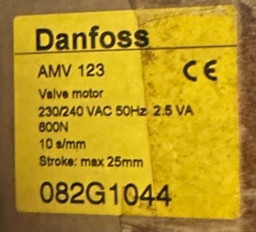 Danfoss
AMV 123 CE
Valve motor
230/240 VAC 50Hz 2.5 VA
600N
10 s/mm
Stroke: max 25mm
082G1044